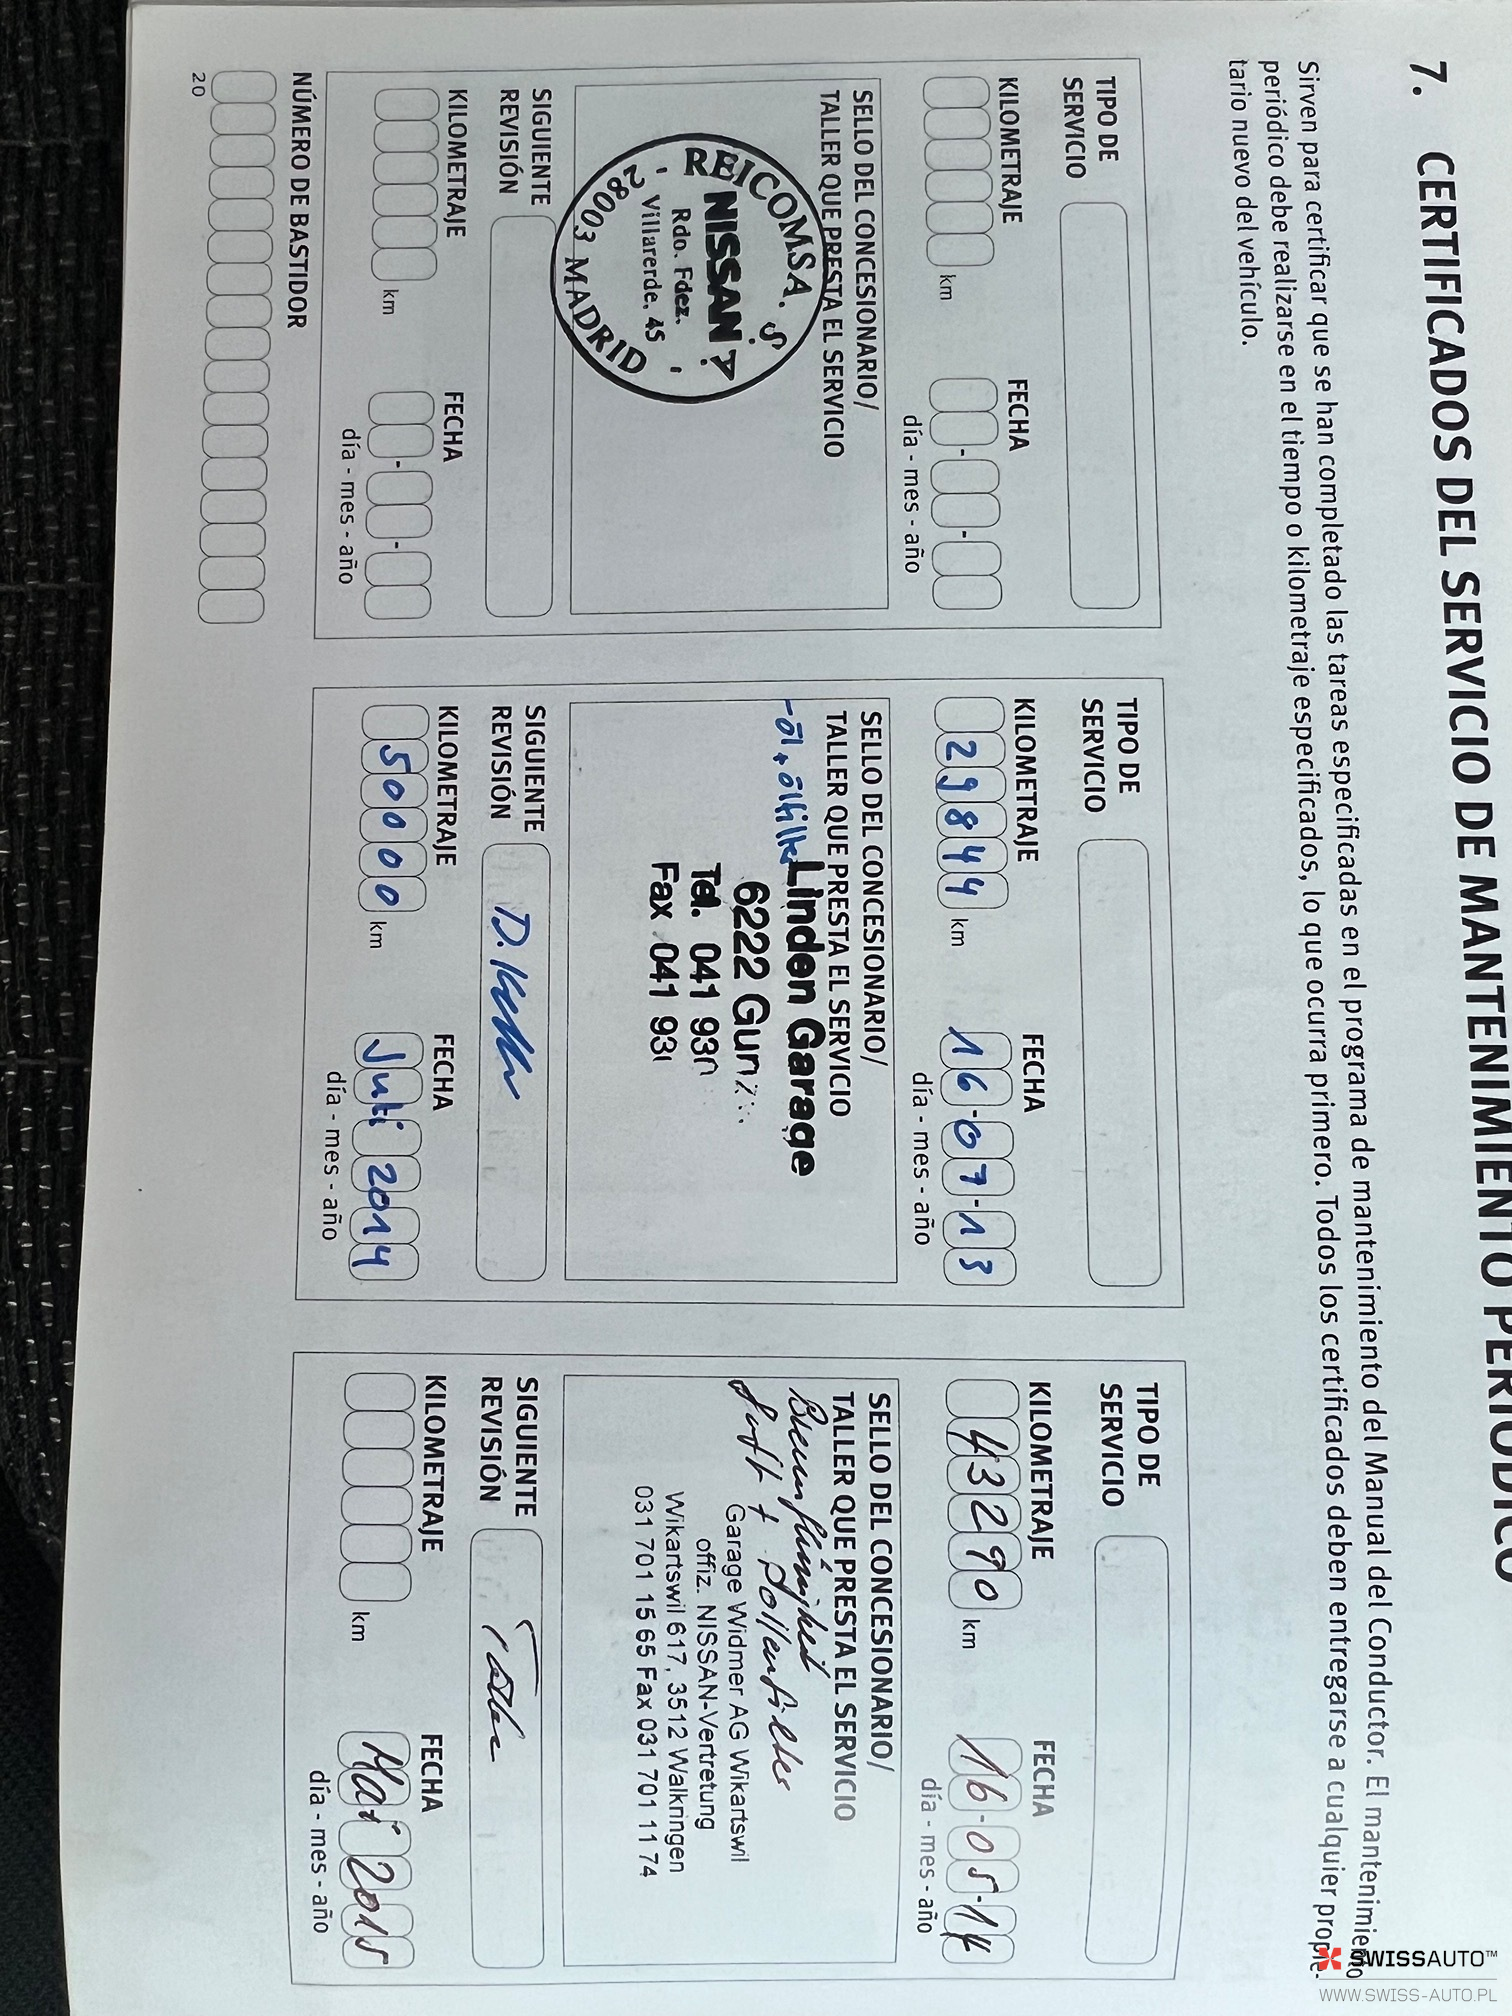 7. CERTIFICADOS DEL SERVICIO DE MANTENIMIENTO PERIÓDICO
Sirven para certificar que se han completado las tareas especificadas en el programa de mantenimiento del Manual del Conductor. El mantenimiento
periódico debe realizarse en el tiempo o kilometraje especificados, lo que ocurra primero. Todos los certificados deben entregarse a cualquier propie-
tario nuevo del vehículo.
TIPO DE
SERVICIO
KILOMETRAJE
km
FECHA
día - mes - año
SELLO DEL CONCESIONARIO/
TALLER QUE PRESTA EL SERVICIO
REICOMSA. S. A.
NISSAN
Rdo. Fdez.
Villarerde, 45
- 28003 MADRID -
SIGUIENTE
REVISIÓN
KILOMETRAJE
km
FECHA
día - mes - año
NÚMERO DE BASTIDOR
20
TIPO DE
SERVICIO
KILOMETRAJE
29844 km
FECHA
16-07-13
día - mes - año
SELLO DEL CONCESIONARIO/
TALLER QUE PRESTA EL SERVICIO
Linden Garage
6222 Gunz
Tel. 041 930
Fax 041 930
SIGUIENTE
REVISIÓN
KILOMETRAJE
50000 km
FECHA
Juli 2014
día - mes - año
TIPO DE
SERVICIO
KILOMETRAJE
43290 km
FECHA
16-05-14
día - mes - año
SELLO DEL CONCESIONARIO/
TALLER QUE PRESTA EL SERVICIO
Bremsflüssigkeit
Luft + Pollenfilter
Garage Widmer AG Wikartswil
offiz. NISSAN-Vertretung
Wikartswil 617, 3512 Walkringen
031 701 15 65 Fax 031 701 11 74
SIGUIENTE
REVISIÓN
KILOMETRAJE
km
FECHA
Mai 2015
día - mes - año
SWISSAUTO™
WWW.SWISS-AUTO.PL